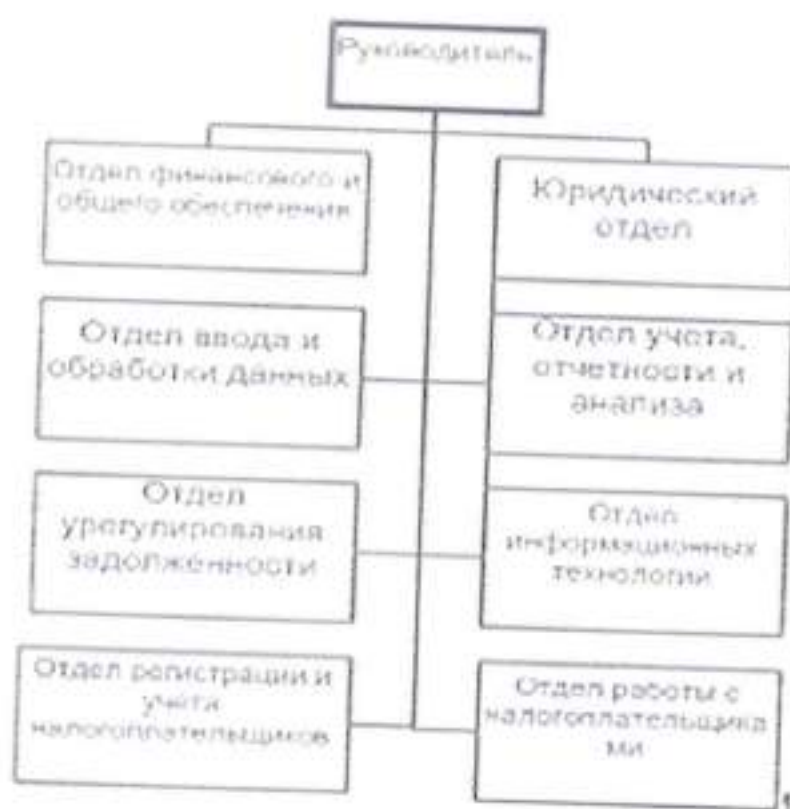 Руководитель
Отдел финансового и
общего обеспечения
Юридический
отдел
Отдел ввода и
обработки данных
Отдел учета,
отчетности и
анализа
Отдел
урегулирования
задолженности
Отдел
информационных
технологий
Отдел регистрации и
учета
налогоплательщиков
Отдел работы с
налогоплательщика
ми